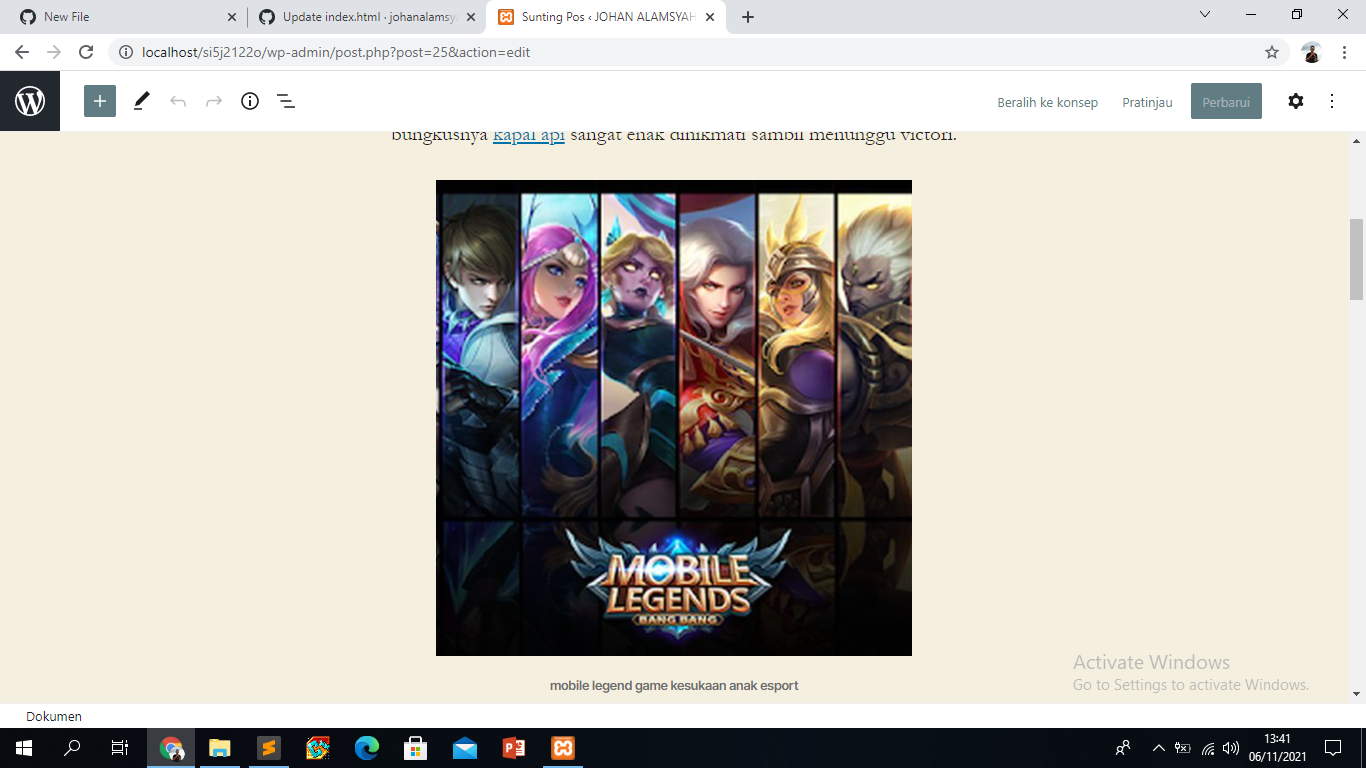 New File
Update index.html · johanalamsya
Sunting Pos ‹ JOHAN ALAMSYAH
localhost/si5j2122o/wp-admin/post.php?post=25&action=edit
Beralih ke konsep
Pratinjau
Perbarui
bungkusnya kapal api sangat enak dinikmati sambil menunggu victori.
MOBILE
LEGENDS
BANG BANG
mobile legend game kesukaan anak esport
Activate Windows
Go to Settings to activate Windows.
Dokumen
13:41
06/11/2021